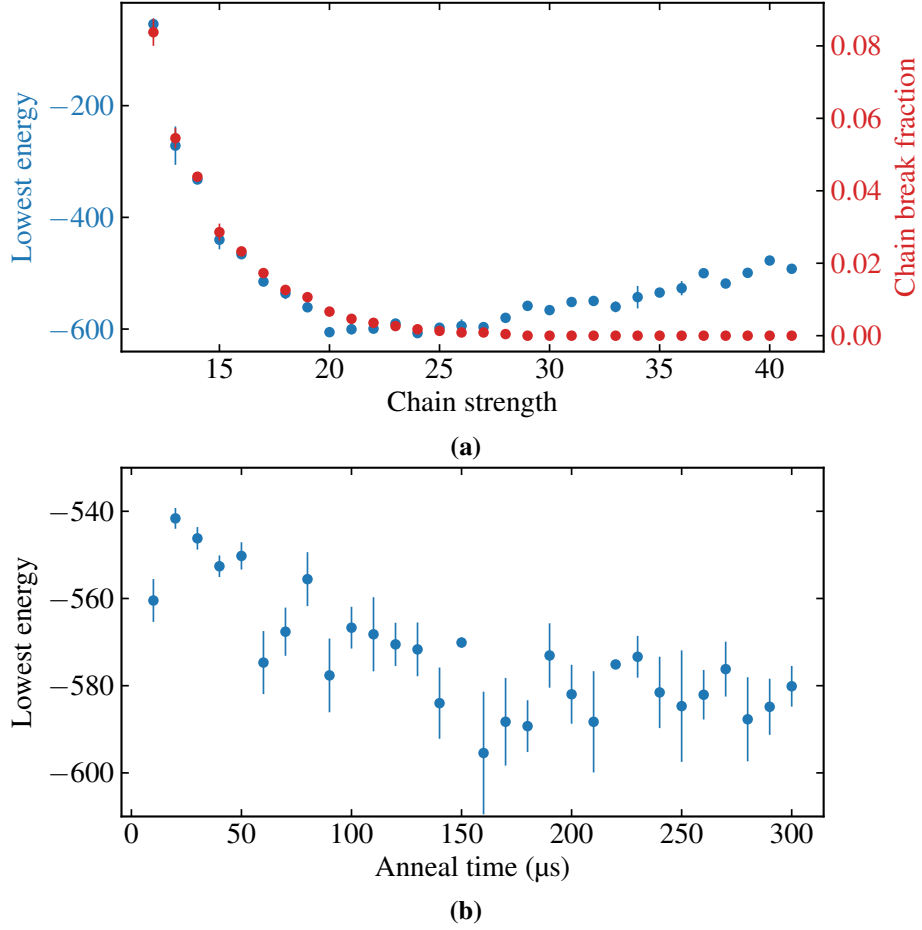 Lowest energy
−200
−400
−600
0.08
0.06
0.04
0.02
0.00
Chain break fraction
15 20 25 30 35 40
Chain strength
(a)
Lowest energy
−540
−560
−580
−600
0 50 100 150 200 250 300
Anneal time (μs)
(b)